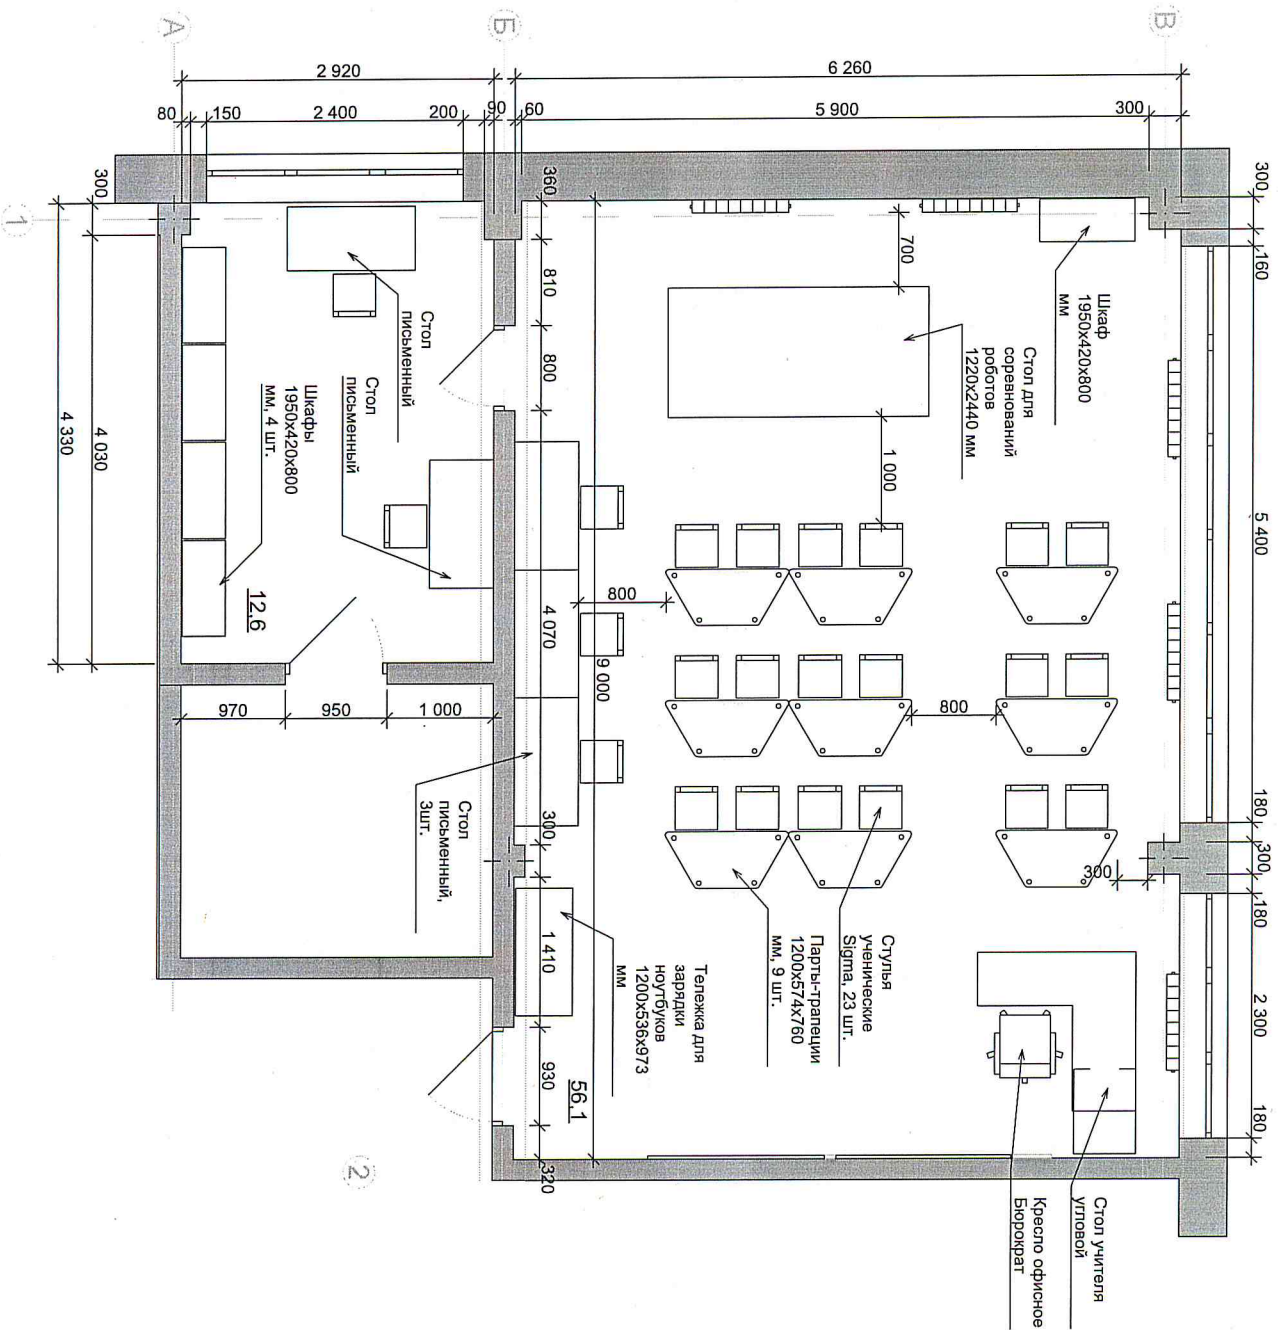 А
Б
В
2 920
6 260
80
150
2 400
200
90
60
5 900
300
300
160
5 400
180
300
180
2 300
180
1
300
4 330
4 030
360
810
800
4 070
300
1 410
930
320
9 000
700
1 000
800
800
300
970
950
1 000
Шкаф
1950х420х800
мм
Стол для
соревнований
роботов
1220х2440 мм
Стол
письменный
Стол
письменный
Шкафы
1950х420х800
мм, 4 шт.
12,6
Стол
письменный,
3шт.
Стулья
ученические
Sigma, 23 шт.
Парты-трапеции
1200х574х760
мм, 9 шт.
Тележка для
зарядки
ноутбуков
1200х536х973
мм
56,1
2
Стол учителя
угловой
Кресло офисное
Бюрократ